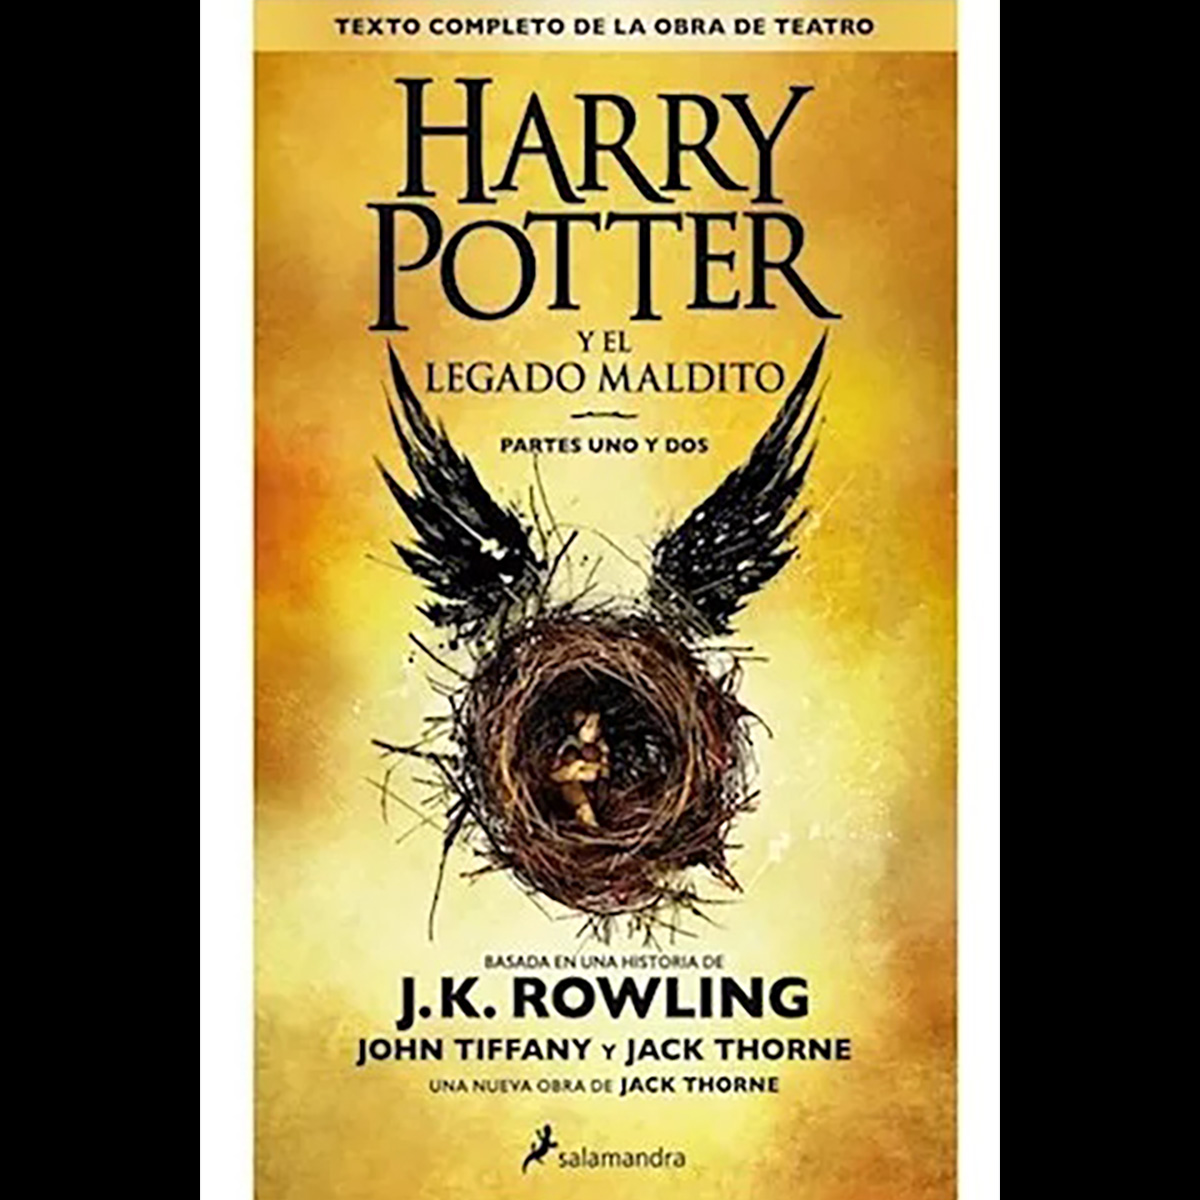 TEXTO COMPLETO DE LA OBRA DE TEATRO
HARRY
POTTER
Y EL
LEGADO MALDITO
PARTES UNO Y DOS
BASADA EN UNA HISTORIA DE
J.K. ROWLING
JOHN TIFFANY Y JACK THORNE
UNA NUEVA OBRA DE JACK THORNE
salamandra